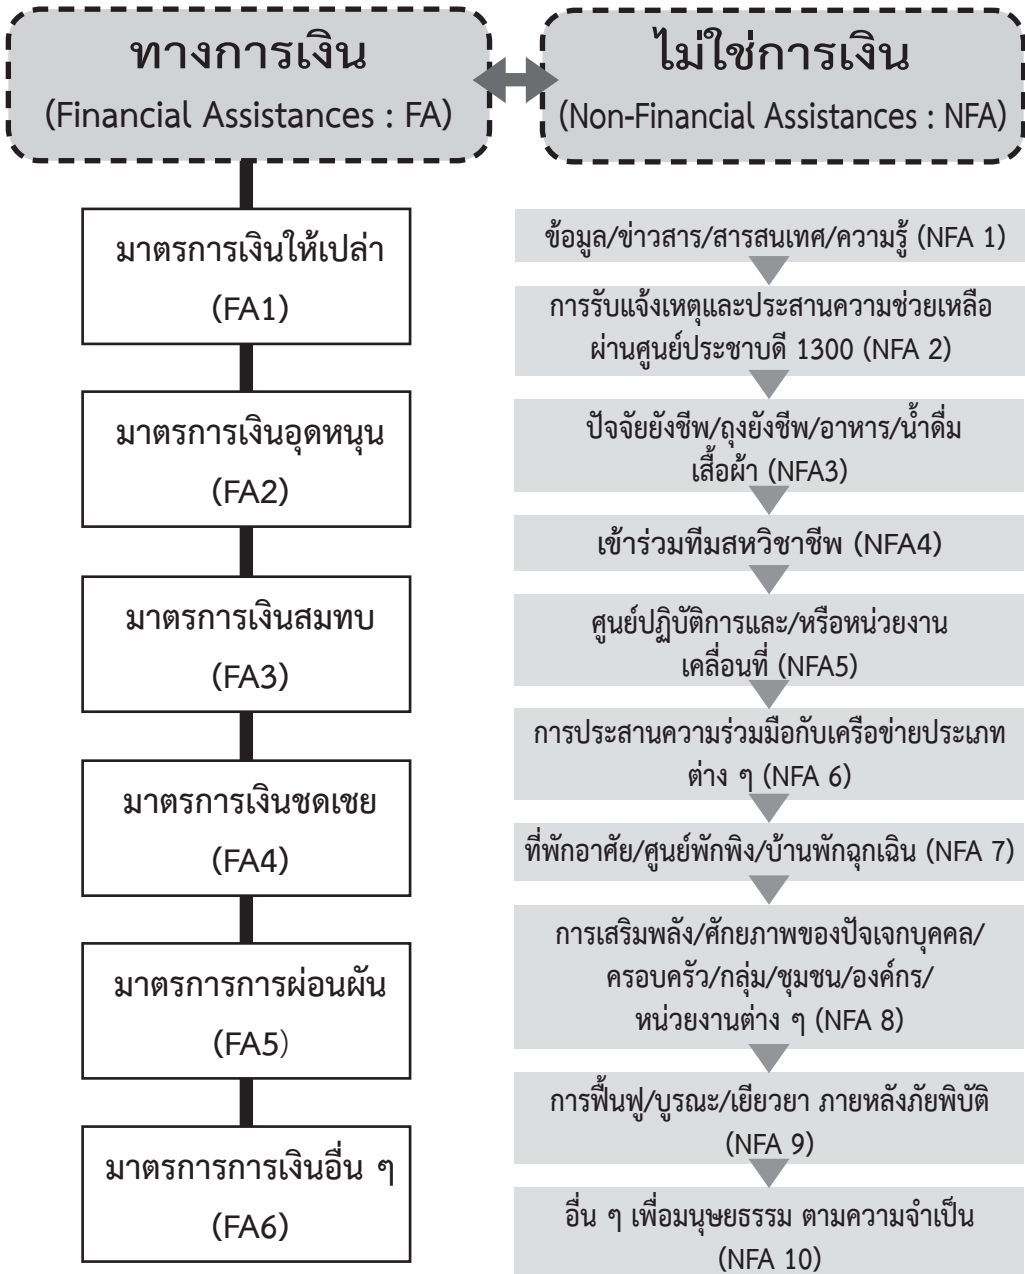 ทางการเงิน
(Financial Assistances : FA)
มาตรการเงินให้เปล่า
(FA1)
มาตรการเงินอุดหนุน
(FA2)
มาตรการเงินสมทบ
(FA3)
มาตรการเงินชดเชย
(FA4)
มาตรการการผ่อนผัน
(FA5)
มาตรการการเงินอื่น ๆ
(FA6)
ไม่ใช่การเงิน
(Non-Financial Assistances : NFA)
ข้อมูล/ข่าวสาร/สารสนเทศ/ความรู้ (NFA 1)
การรับแจ้งเหตุและประสานความช่วยเหลือ
ผ่านศูนย์ประชาบดี 1300 (NFA 2)
ปัจจัยยังชีพ/ถุงยังชีพ/อาหาร/น้ำดื่ม
เสื้อผ้า (NFA3)
เข้าร่วมทีมสหวิชาชีพ (NFA4)
ศูนย์ปฏิบัติการและ/หรือหน่วยงาน
เคลื่อนที่ (NFA5)
การประสานความร่วมมือกับเครือข่ายประเภท
ต่าง ๆ (NFA 6)
ที่พักอาศัย/ศูนย์พักพิง/บ้านพักฉุกเฉิน (NFA 7)
การเสริมพลัง/ศักยภาพของปัจเจกบุคคล/
ครอบครัว/กลุ่ม/ชุมชน/องค์กร/
หน่วยงานต่าง ๆ (NFA 8)
การฟื้นฟู/บูรณะ/เยียวยา ภายหลังภัยพิบัติ
(NFA 9)
อื่น ๆ เพื่อมนุษยธรรม ตามความจำเป็น
(NFA 10)